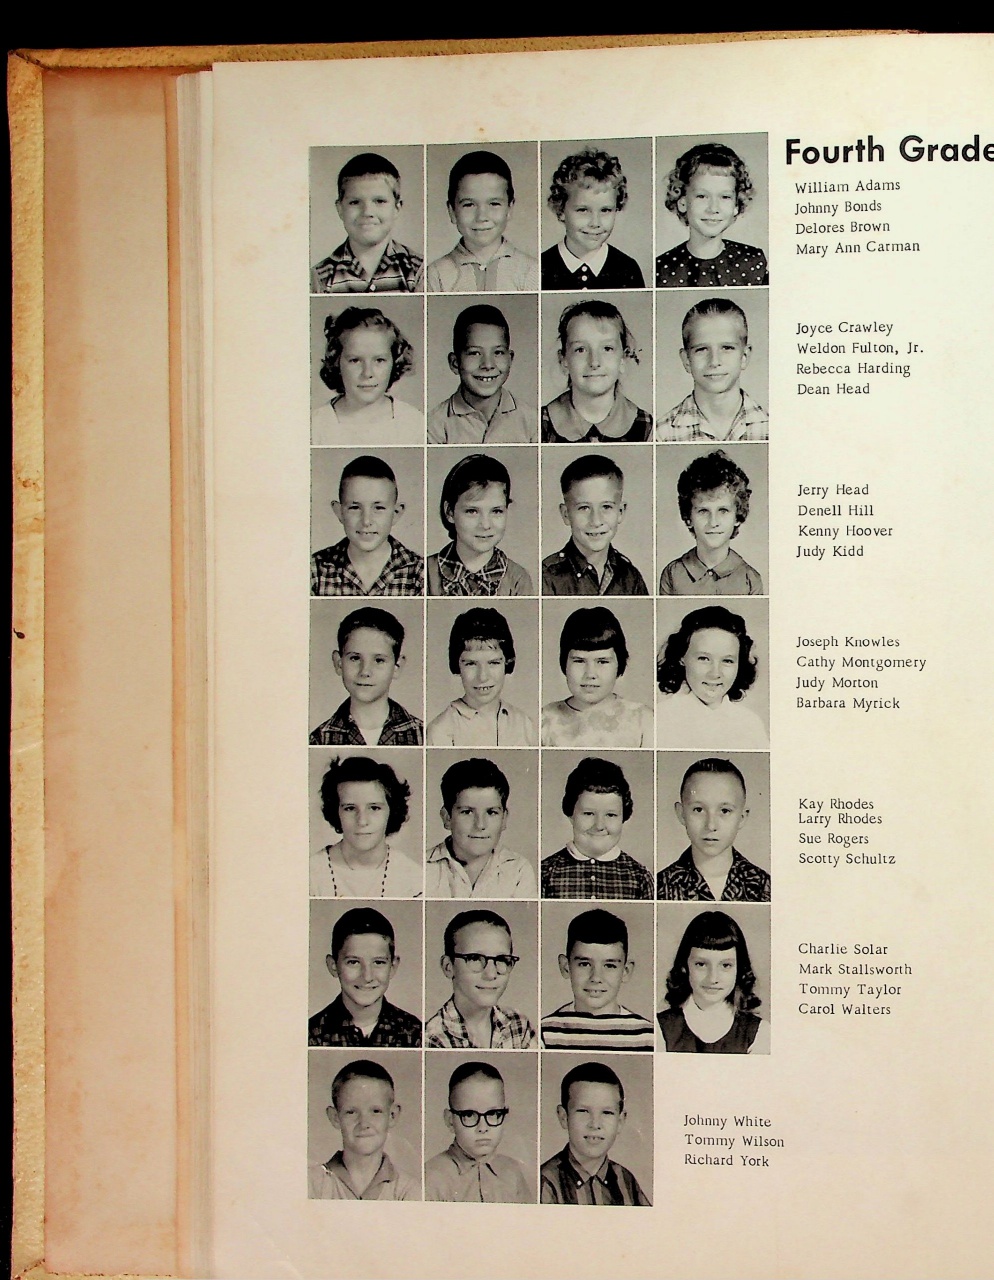 Fourth Grade
William Adams
Johnny Bonds
Delores Brown
Mary Ann Carman
Joyce Crawley
Weldon Fulton, Jr.
Rebecca Harding
Dean Head
Jerry Head
Denell Hill
Kenny Hoover
Judy Kidd
Joseph Knowles
Cathy Montgomery
Judy Morton
Barbara Myrick
Kay Rhodes
Larry Rhodes
Sue Rogers
Scotty Schultz
Charlie Solar
Mark Stallsworth
Tommy Taylor
Carol Walters
Johnny White
Tommy Wilson
Richard York